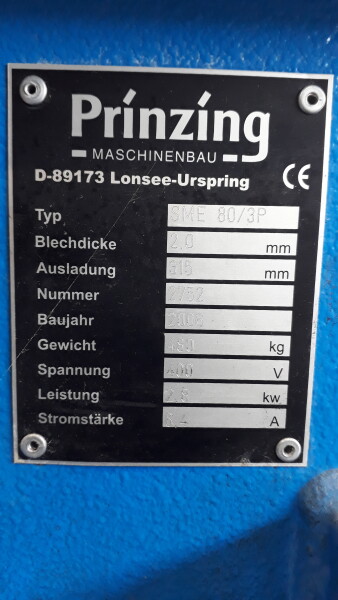 Prinzing
MASCHINENBAU
D-89173 Lonsee-Urspring CE
Typ SME 80/3P
Blechdicke 2,0 mm
Ausladung mm
Nummer
Baujahr
Gewicht kg
Spannung 400 V
Leistung kw
Stromstärke A